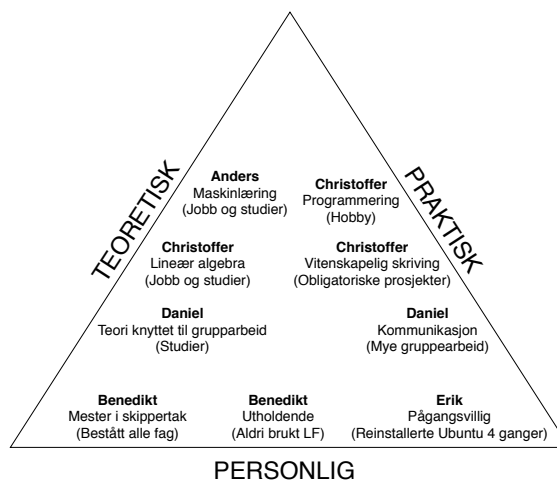 TEORETISK
PRAKTISK
Anders
Maskinlæring
(Jobb og studier)
Christoffer
Programmering
(Hobby)
Christoffer
Lineær algebra
(Jobb og studier)
Christoffer
Vitenskapelig skriving
(Obligatoriske prosjekter)
Daniel
Teori knyttet til grupparbeid
(Studier)
Daniel
Kommunikasjon
(Mye gruppearbeid)
Benedikt
Mester i skippertak
(Bestått alle fag)
Benedikt
Utholdende
(Aldri brukt LF)
Erik
Pågangsvillig
(Reinstallerte Ubuntu 4 ganger)
PERSONLIG